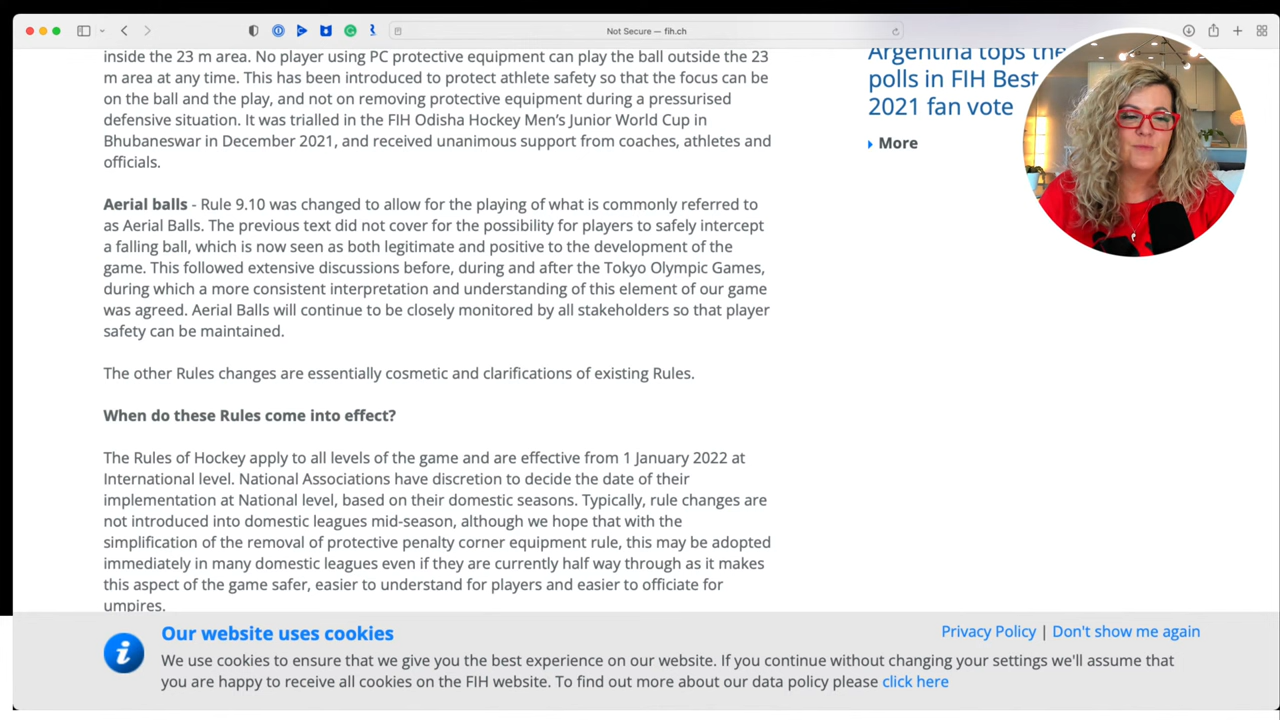 Not Secure — fih.ch
inside the 23 m area. No player using PC protective equipment can play the ball outside the 23
m area at any time. This has been introduced to protect athlete safety so that the focus can be
on the ball and the play, and not on removing protective equipment during a pressurised
defensive situation. It was trialled in the FIH Odisha Hockey Men's Junior World Cup in
Bhubaneswar in December 2021, and received unanimous support from coaches, athletes and
officials.
Aerial balls - Rule 9.10 was changed to allow for the playing of what is commonly referred to
as Aerial Balls. The previous text did not cover for the possibility for players to safely intercept
a falling ball, which is now seen as both legitimate and positive to the development of the
game. This followed extensive discussions before, during and after the Tokyo Olympic Games,
during which a more consistent interpretation and understanding of this element of our game
was agreed. Aerial Balls will continue to be closely monitored by all stakeholders so that player
safety can be maintained.
The other Rules changes are essentially cosmetic and clarifications of existing Rules.
When do these Rules come into effect?
The Rules of Hockey apply to all levels of the game and are effective from 1 January 2022 at
International level. National Associations have discretion to decide the date of their
implementation at National level, based on their domestic seasons. Typically, rule changes are
not introduced into domestic leagues mid-season, although we hope that with the
simplification of the removal of protective penalty corner equipment rule, this may be adopted
immediately in many domestic leagues even if they are currently half way through as it makes
this aspect of the game safer, easier to understand for players and easier to officiate for
umpires.
Argentina tops the
polls in FIH Best
2021 fan vote
More
Our website uses cookies
Privacy Policy | Don't show me again
We use cookies to ensure that we give you the best experience on our website. If you continue without changing your settings we'll assume that
you are happy to receive all cookies on the FIH website. To find out more about our data policy please click here